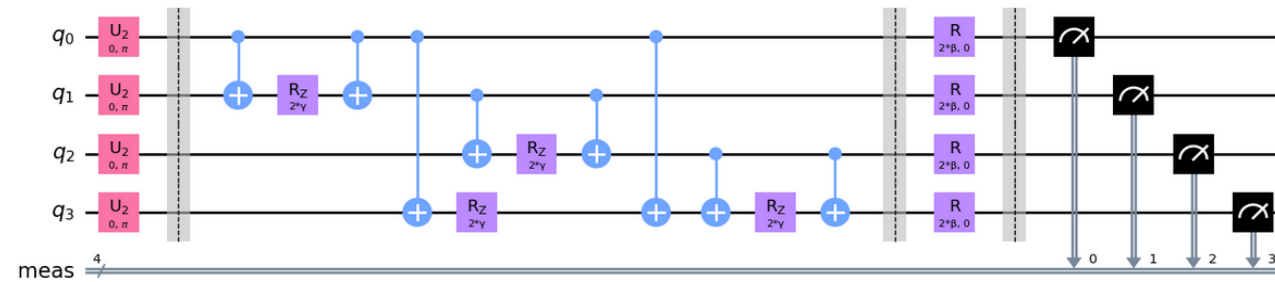 q0 U2 0, π R 2*β, 0
q1 U2 0, π RZ 2*γ R 2*β, 0
q2 U2 0, π RZ 2*γ R 2*β, 0
q3 U2 0, π RZ 2*γ RZ 2*γ R 2*β, 0
meas 4 0 1 2 3